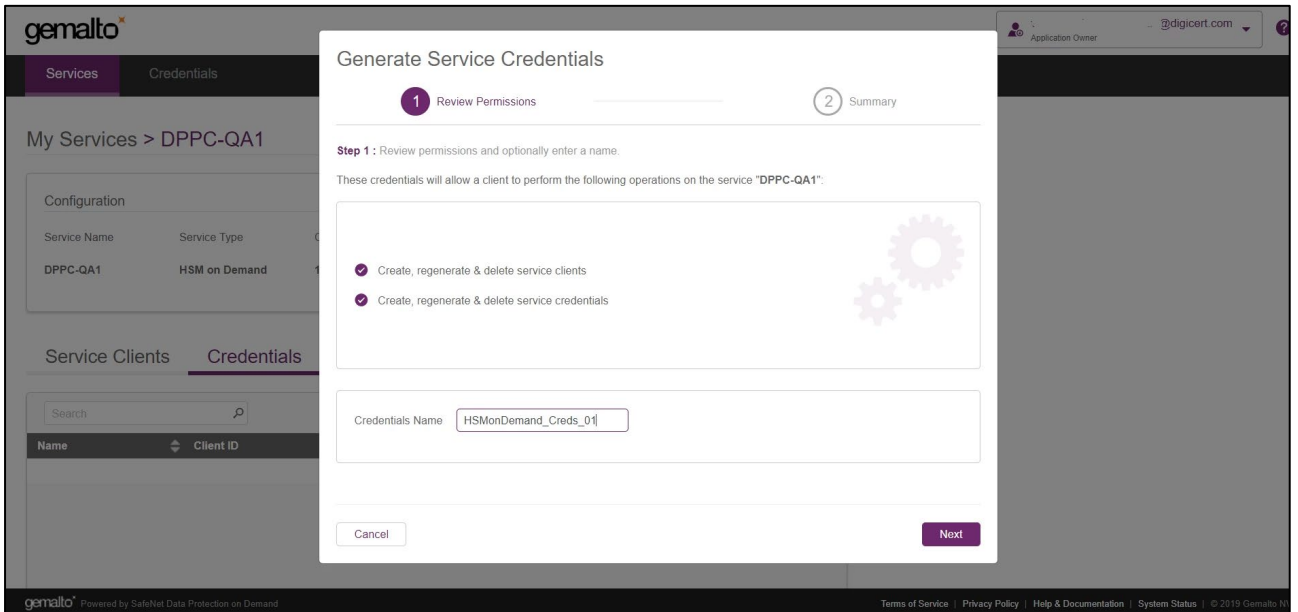 gemalto
@digicert.com
Application Owner
Services
Credentials
My Services > DPPC-QA1
Configuration
Service Name
Service Type
DPPC-QA1
HSM on Demand
Service Clients
Credentials
Search
Name
Client ID
Generate Service Credentials
1 Review Permissions
2 Summary
Step 1 : Review permissions and optionally enter a name.
These credentials will allow a client to perform the following operations on the service "DPPC-QA1":
Create, regenerate & delete service clients
Create, regenerate & delete service credentials
Credentials Name
HSMonDemand_Creds_01
Cancel
Next
gemalto Powered by SafeNet Data Protection on Demand
Terms of Service | Privacy Policy | Help & Documentation | System Status | © 2019 Gemalto